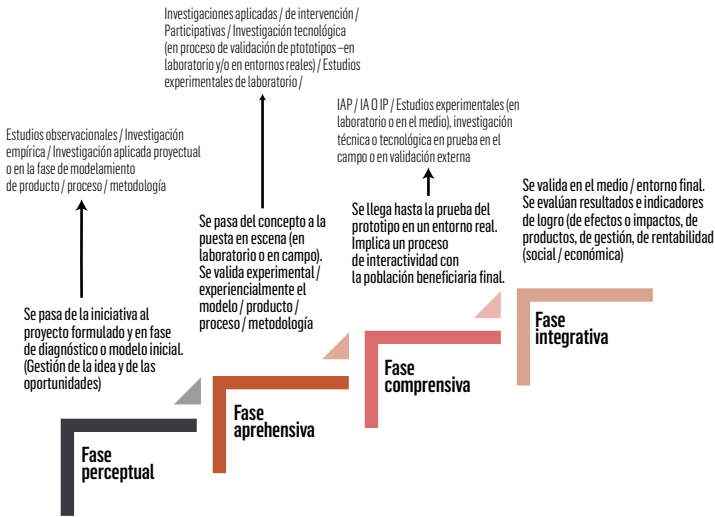 Investigaciones aplicadas / de intervención /
Participativas / Investigación tecnológica
(en proceso de validación de ptototipos –en
laboratorio y/o en entornos reales) / Estudios
experimentales de laboratorio /
IAP / IA O IP / Estudios experimentales (en
laboratorio o en el medio), investigación
técnica o tecnológica en prueba en el
campo o en validación externa
Estudios observacionales / Investigación
empírica / Investigación aplicada proyectual
o en la fase de modelamiento
de producto / proceso / metodología
Se valida en el medio / entorno final.
Se evalúan resultados e indicadores
de logro (de efectos o impactos, de
productos, de gestión, de rentabilidad
(social / económica)
Se llega hasta la prueba del
prototipo en un entorno real.
Implica un proceso
de interactividad con
la población beneficiaria final.
Se pasa del concepto a la
puesta en escena (en
laboratorio o en campo).
Se valida experimental /
experiencialmente el
modelo / producto /
proceso / metodología
Se pasa de la iniciativa al
proyecto formulado y en fase
de diagnóstico o modelo inicial.
(Gestión de la idea y de las
oportunidades)
Fase
integrativa
Fase
comprensiva
Fase
aprehensiva
Fase
perceptual